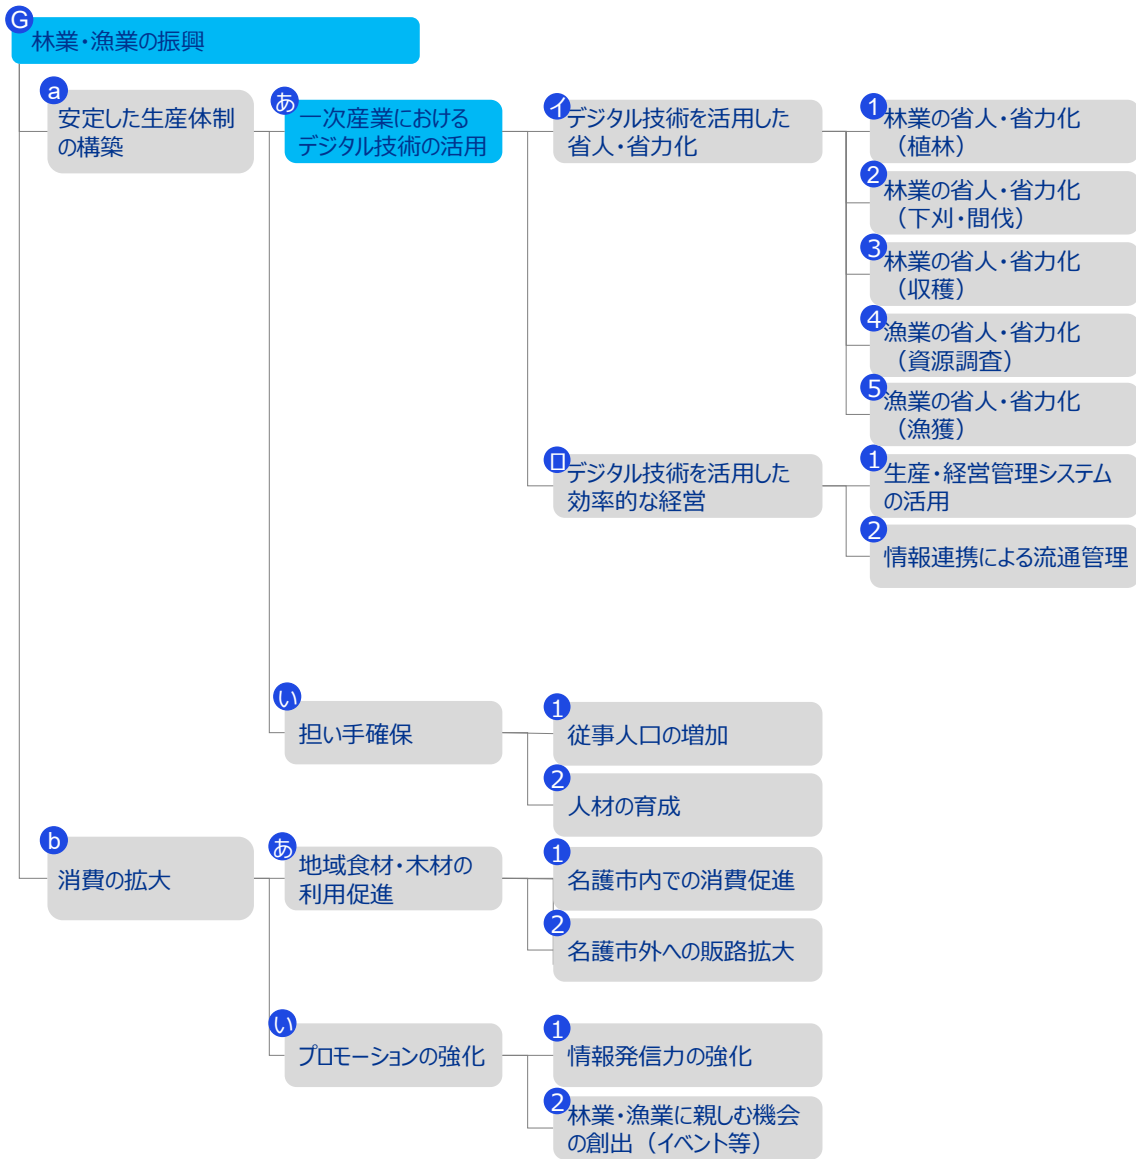 G
林業・漁業の振興
a
安定した生産体制
の構築
あ
一次産業における
デジタル技術の活用
イ
デジタル技術を活用した
省人・省力化
1
林業の省人・省力化
（植林）
2
林業の省人・省力化
（下刈・間伐）
3
林業の省人・省力化
（収穫）
4
漁業の省人・省力化
（資源調査）
5
漁業の省人・省力化
（漁獲）
ロ
デジタル技術を活用した
効率的な経営
1
生産・経営管理システム
の活用
2
情報連携による流通管理
い
担い手確保
1
従事人口の増加
2
人材の育成
b
消費の拡大
あ
地域食材・木材の
利用促進
1
名護市内での消費促進
2
名護市外への販路拡大
い
プロモーションの強化
1
情報発信力の強化
2
林業・漁業に親しむ機会
の創出（イベント等）